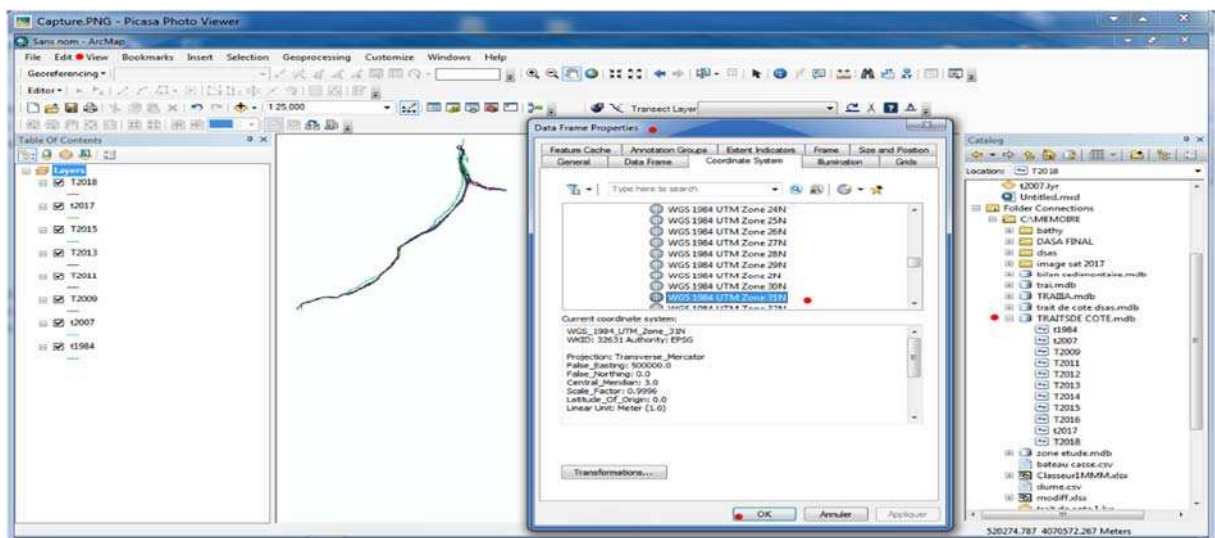 Capture.PNG - Picasa Photo Viewer
Sans nom - ArcMap
File Edit View Bookmarks Insert Selection Geoprocessing Customize Windows Help
Georeferencing
Editor
1:25,000
Transect Layer
Table Of Contents
Layers
T2018
t2017
T2015
T2013
T2011
T2009
t2007
t1984
Data Frame Properties
Feature Cache Annotation Groups Extent Indicators Frame Size and Position
General Data Frame Coordinate System Illumination Grids
Type here to search
WGS 1984 UTM Zone 24N
WGS 1984 UTM Zone 25N
WGS 1984 UTM Zone 26N
WGS 1984 UTM Zone 27N
WGS 1984 UTM Zone 28N
WGS 1984 UTM Zone 29N
WGS 1984 UTM Zone 2N
WGS 1984 UTM Zone 30N
WGS 1984 UTM Zone 31N
WGS 1984 UTM Zone 32N
Current coordinate system:
WGS_1984_UTM_Zone_31N
WKID: 32631 Authority: EPSG
Projection: Transverse_Mercator
False_Easting: 500000.0
False_Northing: 0.0
Central_Meridian: 3.0
Scale_Factor: 0.9996
Latitude_Of_Origin: 0.0
Linear Unit: Meter (1.0)
Transformations...
OK Annuler Appliquer
Catalog
Location: T2018
t2007.lyr
Untitled.mxd
Folder Connections
C:\MEMOIRE
bathy
DASA FINAL
dsas
image sat 2017
bilan sedimontaire.mdb
trai.mdb
TRAIIA.mdb
trait de cote dsas.mdb
TRAITSDE COTE.mdb
t1984
t2007
T2009
T2011
T2012
T2013
T2014
T2015
T2016
t2017
T2018
zone etude.mdb
bateau casse.csv
Classeur1MMM.xlsx
dume.csv
modiff.xlsx
trait de cote1.lyr
520274.787 4070572.267 Meters